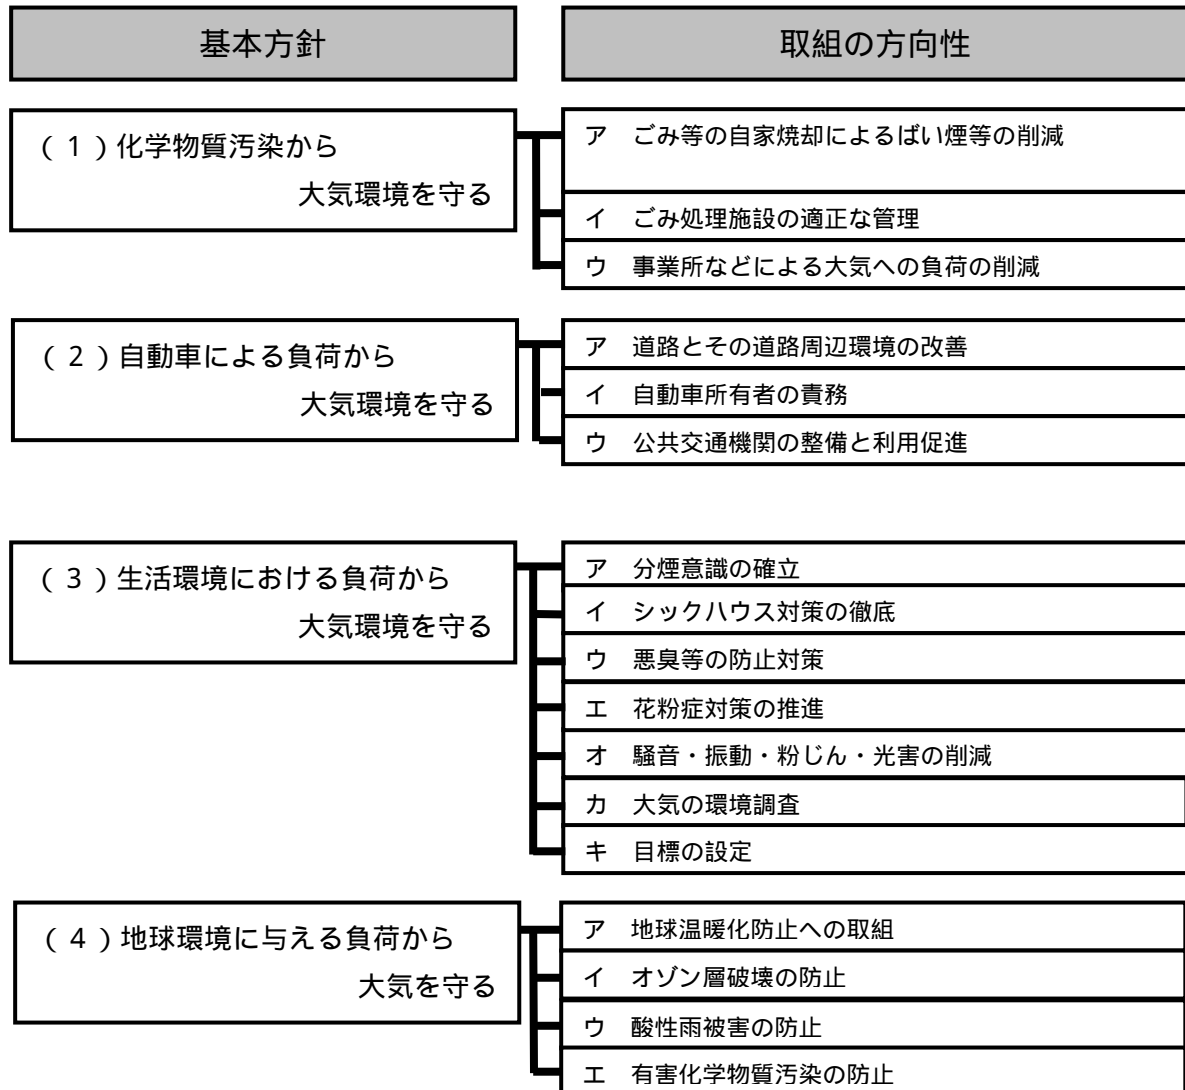 基本方針
取組の方向性
(1)化学物質汚染から
大気環境を守る
ア ごみ等の自家焼却によるばい煙等の削減
イ ごみ処理施設の適正な管理
ウ 事業所などによる大気への負荷の削減
(2)自動車による負荷から
大気環境を守る
ア 道路とその道路周辺環境の改善
イ 自動車所有者の責務
ウ 公共交通機関の整備と利用促進
(3)生活環境における負荷から
大気環境を守る
ア 分煙意識の確立
イ シックハウス対策の徹底
ウ 悪臭等の防止対策
エ 花粉症対策の推進
オ 騒音・振動・粉じん・光害の削減
カ 大気の環境調査
キ 目標の設定
(4)地球環境に与える負荷から
大気を守る
ア 地球温暖化防止への取組
イ オゾン層破壊の防止
ウ 酸性雨被害の防止
エ 有害化学物質汚染の防止